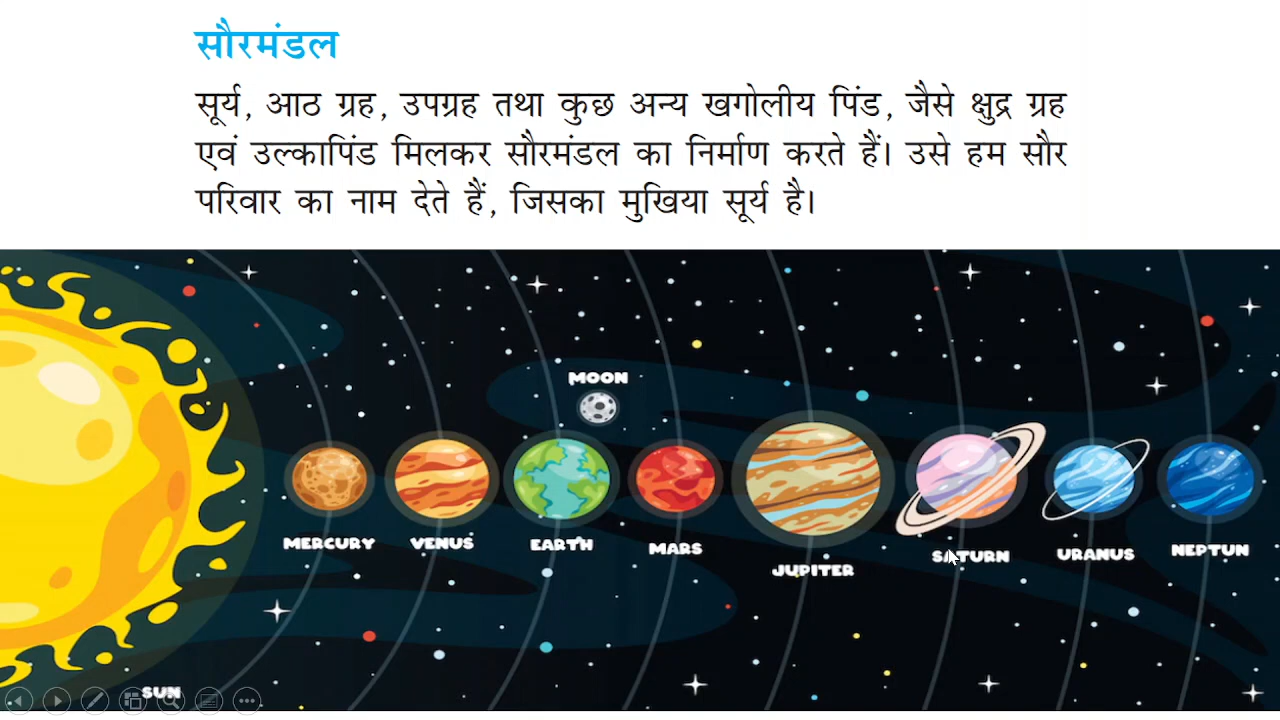 सौरमंडल
सूर्य, आठ ग्रह, उपग्रह तथा कुछ अन्य खगोलीय पिंड, जैसे क्षुद्र ग्रह
एवं उल्कापिंड मिलकर सौरमंडल का निर्माण करते हैं। उसे हम सौर
परिवार का नाम देते हैं, जिसका मुखिया सूर्य है।
MOON
MERCURY
VENUS
EARTH
MARS
JUPITER
SATURN
URANUS
NEPTUN
SUN